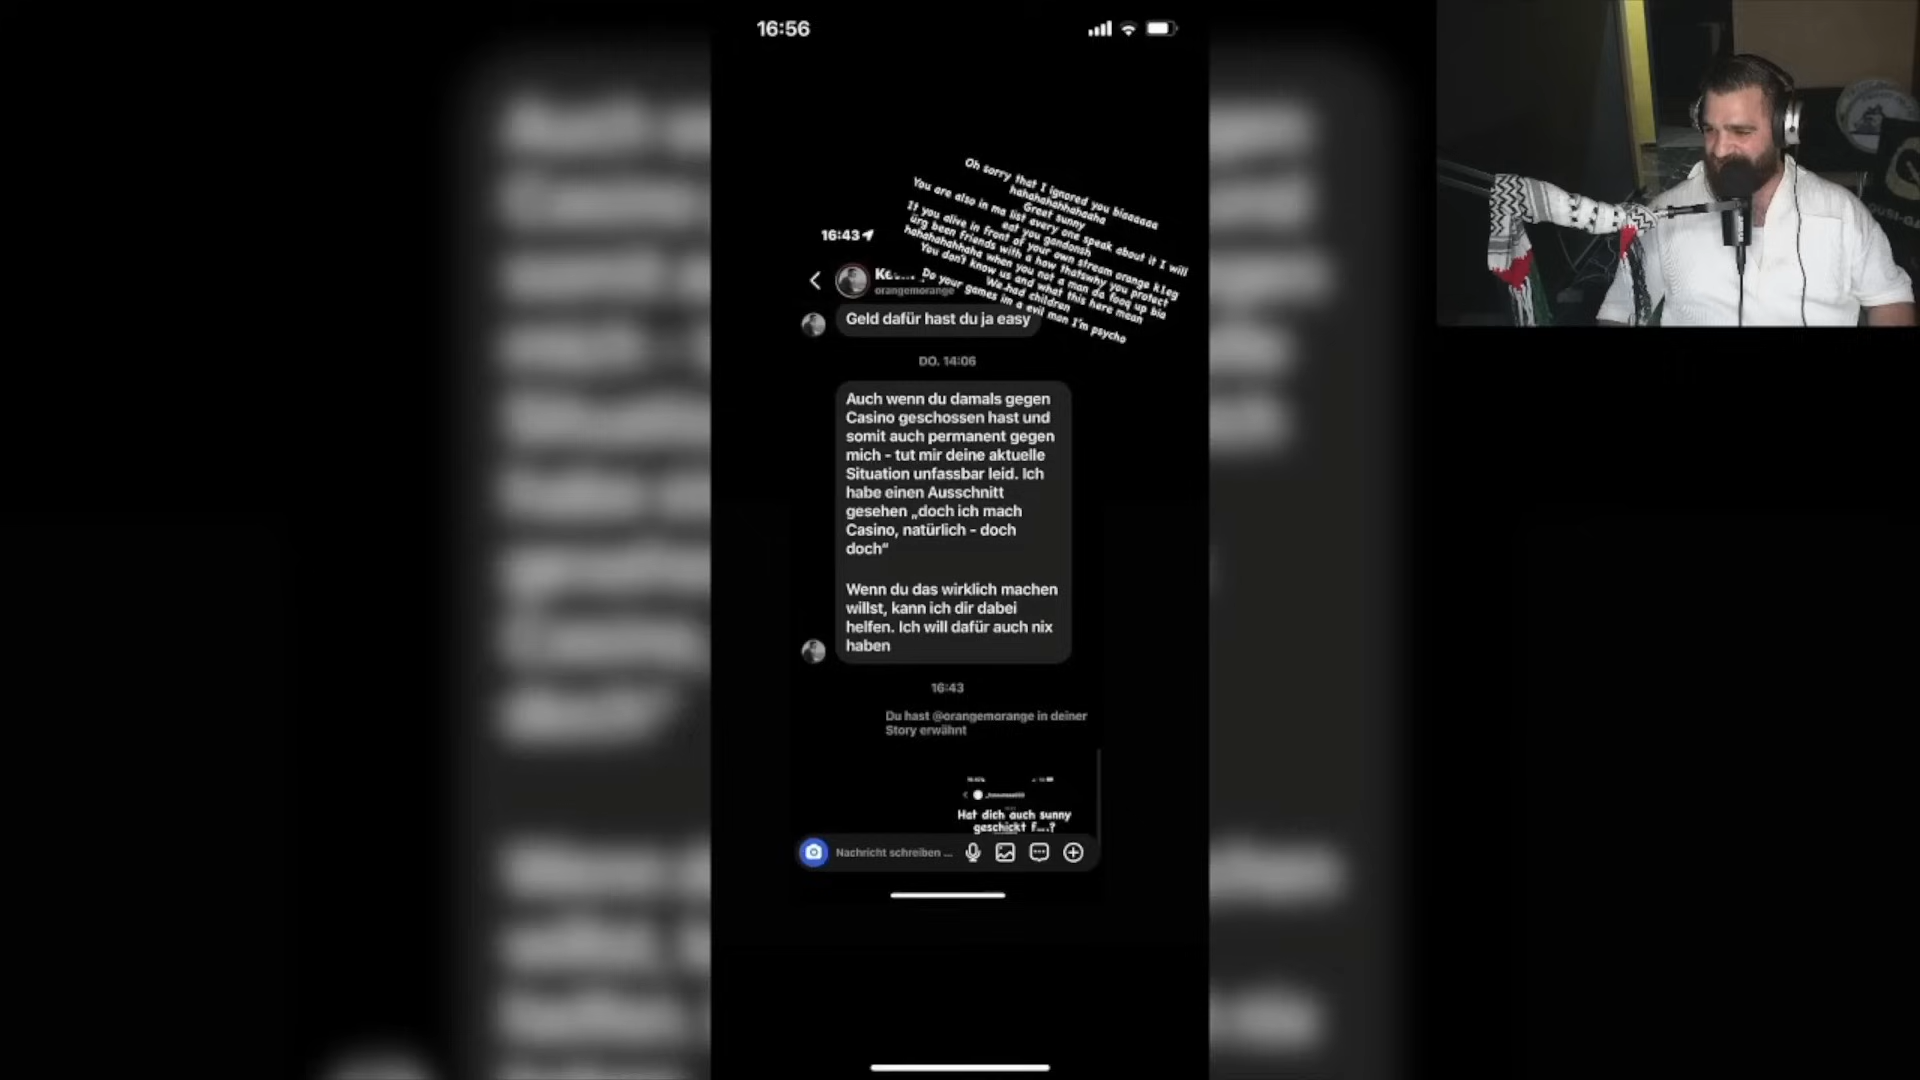 16:56
Oh sorry that I ignored you biaaaaaa
hahahahahhahaaha
Greet sunny
You are also in ma list every one speak about it I will
eat you gandonsh
If you alive in front of your own stream orange kleg
ürg been friends with a how thatswhy you protect
hahahahahhaha when you not a man da fooq up bia
You don't know us and what this here mean
We had children
Do your games im a evil man I'm psycho
16:43
orangemorange
Geld dafür hast du ja easy
DO. 14:06
Auch wenn du damals gegen
Casino geschossen hast und
somit auch permanent gegen
mich - tut mir deine aktuelle
Situation unfassbar leid. Ich
habe einen Ausschnitt
gesehen „doch ich mach
Casino, natürlich - doch
doch“
Wenn du das wirklich machen
willst, kann ich dir dabei
helfen. Ich will dafür auch nix
haben
16:43
Du hast @orangemorange in deiner
Story erwähnt
Hat dich auch sunny
geschickt f....?
Nachricht schreiben ...